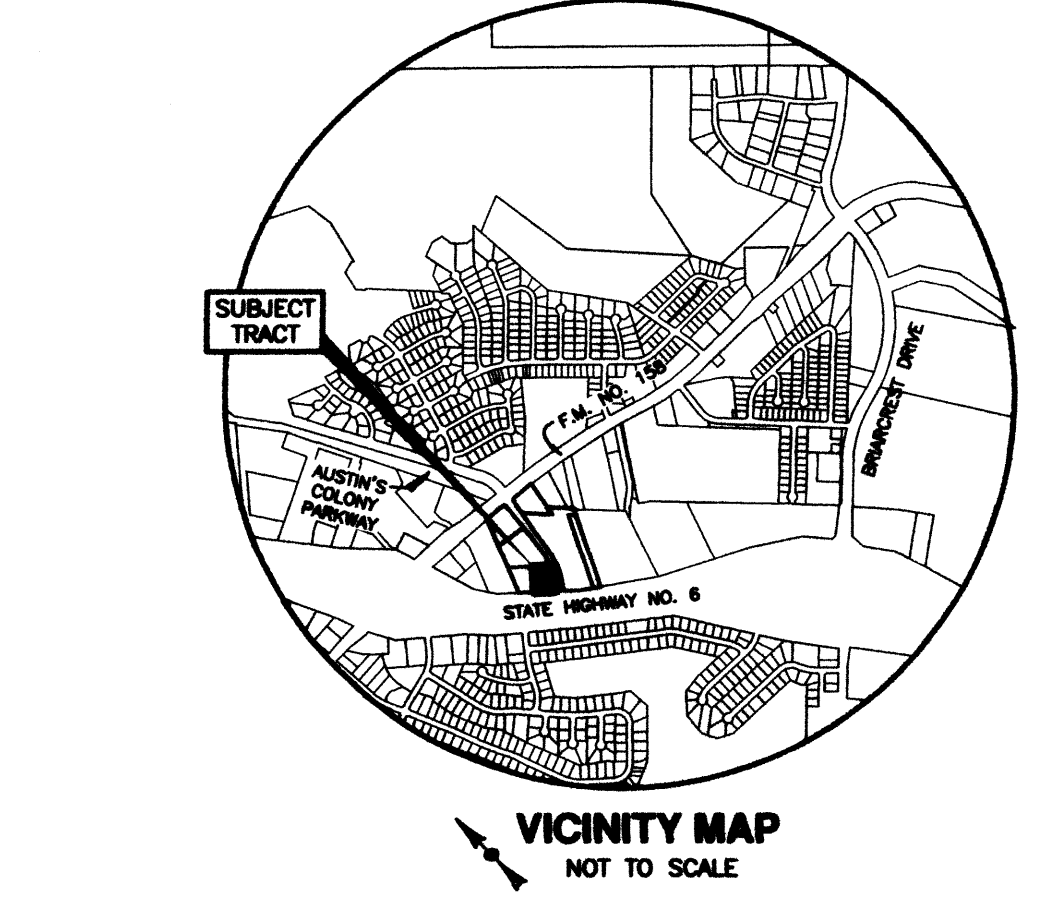 SUBJECT
TRACT
F.M. NO. 158
BRIARCREST DRIVE
AUSTIN'S
COLONY
PARKWAY
STATE HIGHWAY NO. 6
VICINITY MAP
NOT TO SCALE